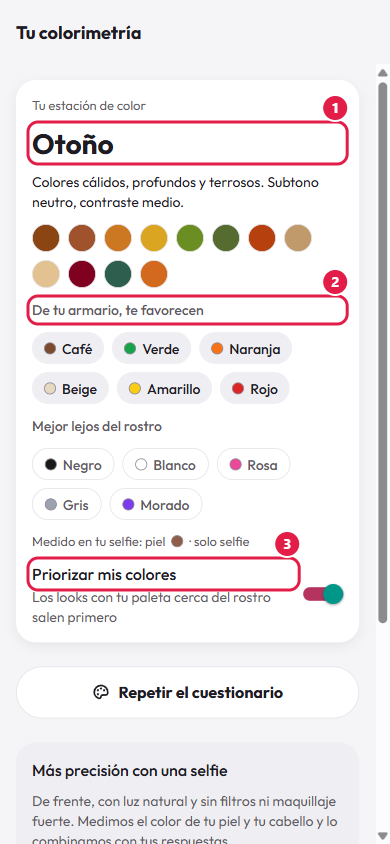 Tu colorimetría
Tu estación de color
1
Otoño
Colores cálidos, profundos y terrosos. Subtono
neutro, contraste medio.
2
De tu armario, te favorecen
Café
Verde
Naranja
Beige
Amarillo
Rojo
Mejor lejos del rostro
Negro
Blanco
Rosa
Gris
Morado
Medido en tu selfie: piel · solo selfie
3
Priorizar mis colores
Los looks con tu paleta cerca del rostro
salen primero
Repetir el cuestionario
Más precisión con una selfie
De frente, con luz natural y sin filtros ni maquillaje
fuerte. Medimos el color de tu piel y tu cabello y lo
combinamos con tus respuestas.